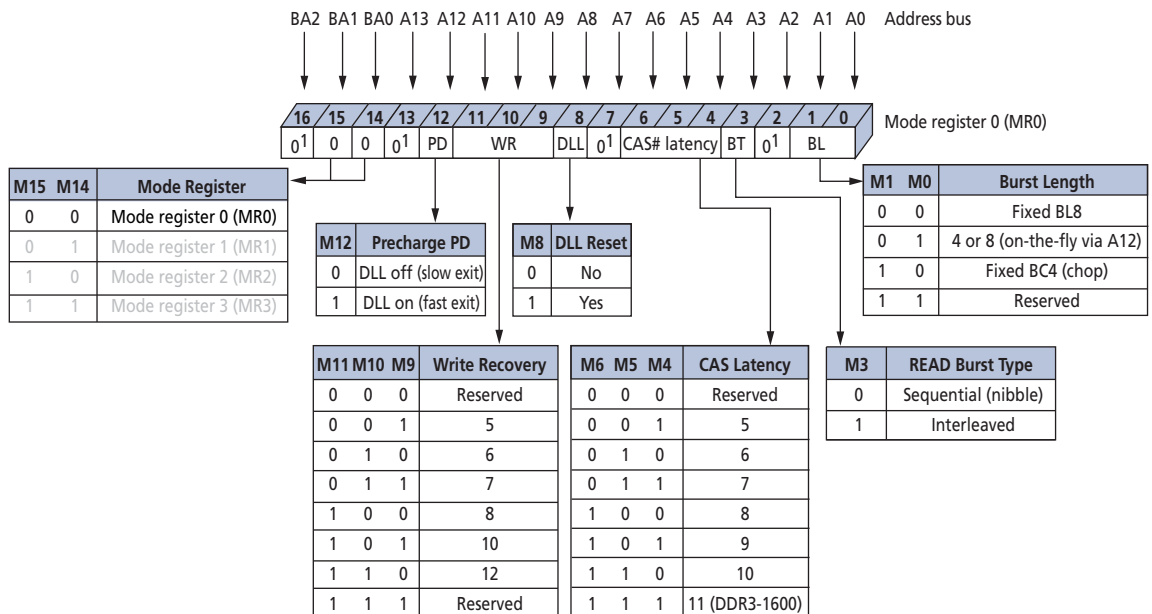 BA2 BA1 BA0 A13 A12 A11 A10 A9 A8 A7 A6 A5 A4 A3 A2 A1 A0 Address bus
16 15 14 13 12 11 10 9 8 7 6 5 4 3 2 1 0
Mode register 0 (MR0)
0¹ 0 0 0¹ PD WR DLL 0¹ CAS# latency BT 0¹ BL
M15 M14 Mode Register
0 0 Mode register 0 (MR0)
0 1 Mode register 1 (MR1)
1 0 Mode register 2 (MR2)
1 1 Mode register 3 (MR3)
M12 Precharge PD
0 DLL off (slow exit)
1 DLL on (fast exit)
M8 DLL Reset
0 No
1 Yes
M1 M0 Burst Length
0 0 Fixed BL8
0 1 4 or 8 (on-the-fly via A12)
1 0 Fixed BC4 (chop)
1 1 Reserved
M11 M10 M9 Write Recovery
0 0 0 Reserved
0 0 1 5
0 1 0 6
0 1 1 7
1 0 0 8
1 0 1 10
1 1 0 12
1 1 1 Reserved
M6 M5 M4 CAS Latency
0 0 0 Reserved
0 0 1 5
0 1 0 6
0 1 1 7
1 0 0 8
1 0 1 9
1 1 0 10
1 1 1 11 (DDR3-1600)
M3 READ Burst Type
0 Sequential (nibble)
1 Interleaved